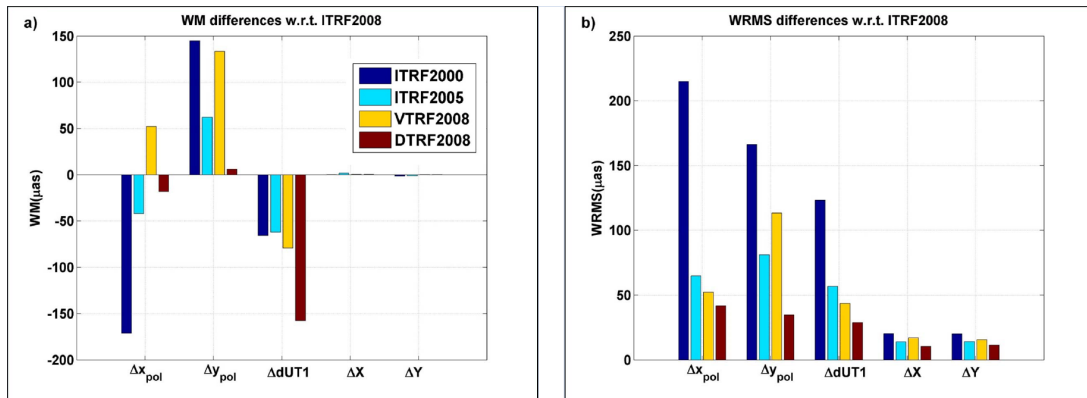 a) WM differences w.r.t. ITRF2008
150
100
50
0
-50
-100
-150
-200
WM(μas)
ITRF2000
ITRF2005
VTRF2008
DTRF2008
Δxpol Δypol ΔdUT1 ΔX ΔY
b) WRMS differences w.r.t. ITRF2008
250
200
150
100
50
0
WRMS(μas)
Δxpol Δypol ΔdUT1 ΔX ΔY